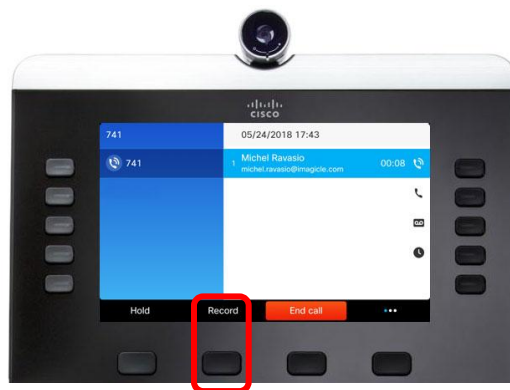 CISCO
741
05/24/2018 17:43
741
1 Michel Ravasio 00:08
michel.ravasio@imagicle.com
Hold Record End call